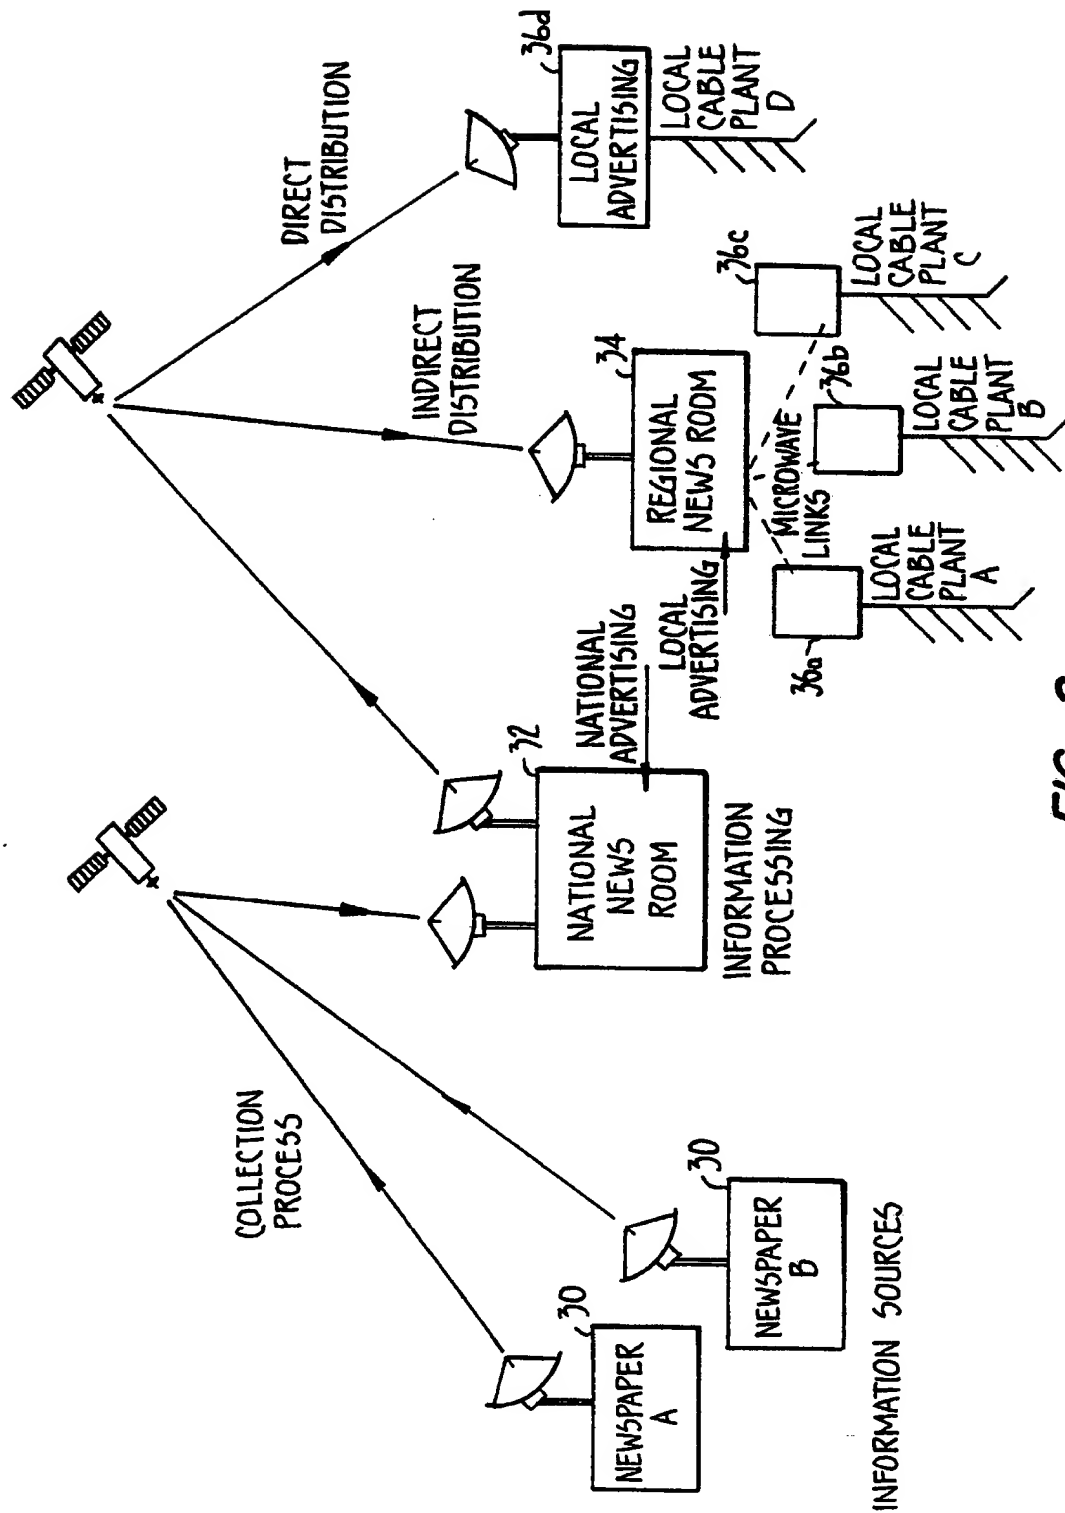 COLLECTION
PROCESS
DIRECT
DISTRIBUTION
INDIRECT
DISTRIBUTION
NEWSPAPER
A
30
NEWSPAPER
B
30
INFORMATION SOURCES
NATIONAL
NEWS
ROOM
32
INFORMATION
PROCESSING
NATIONAL
ADVERTISING
LOCAL
ADVERTISING
REGIONAL
NEWS ROOM
34
MICROWAVE
LINKS
36a
LOCAL
CABLE
PLANT
A
36b
LOCAL
CABLE
PLANT
B
36c
LOCAL
CABLE
PLANT
C
LOCAL
ADVERTISING
36d
LOCAL
CABLE
PLANT
D